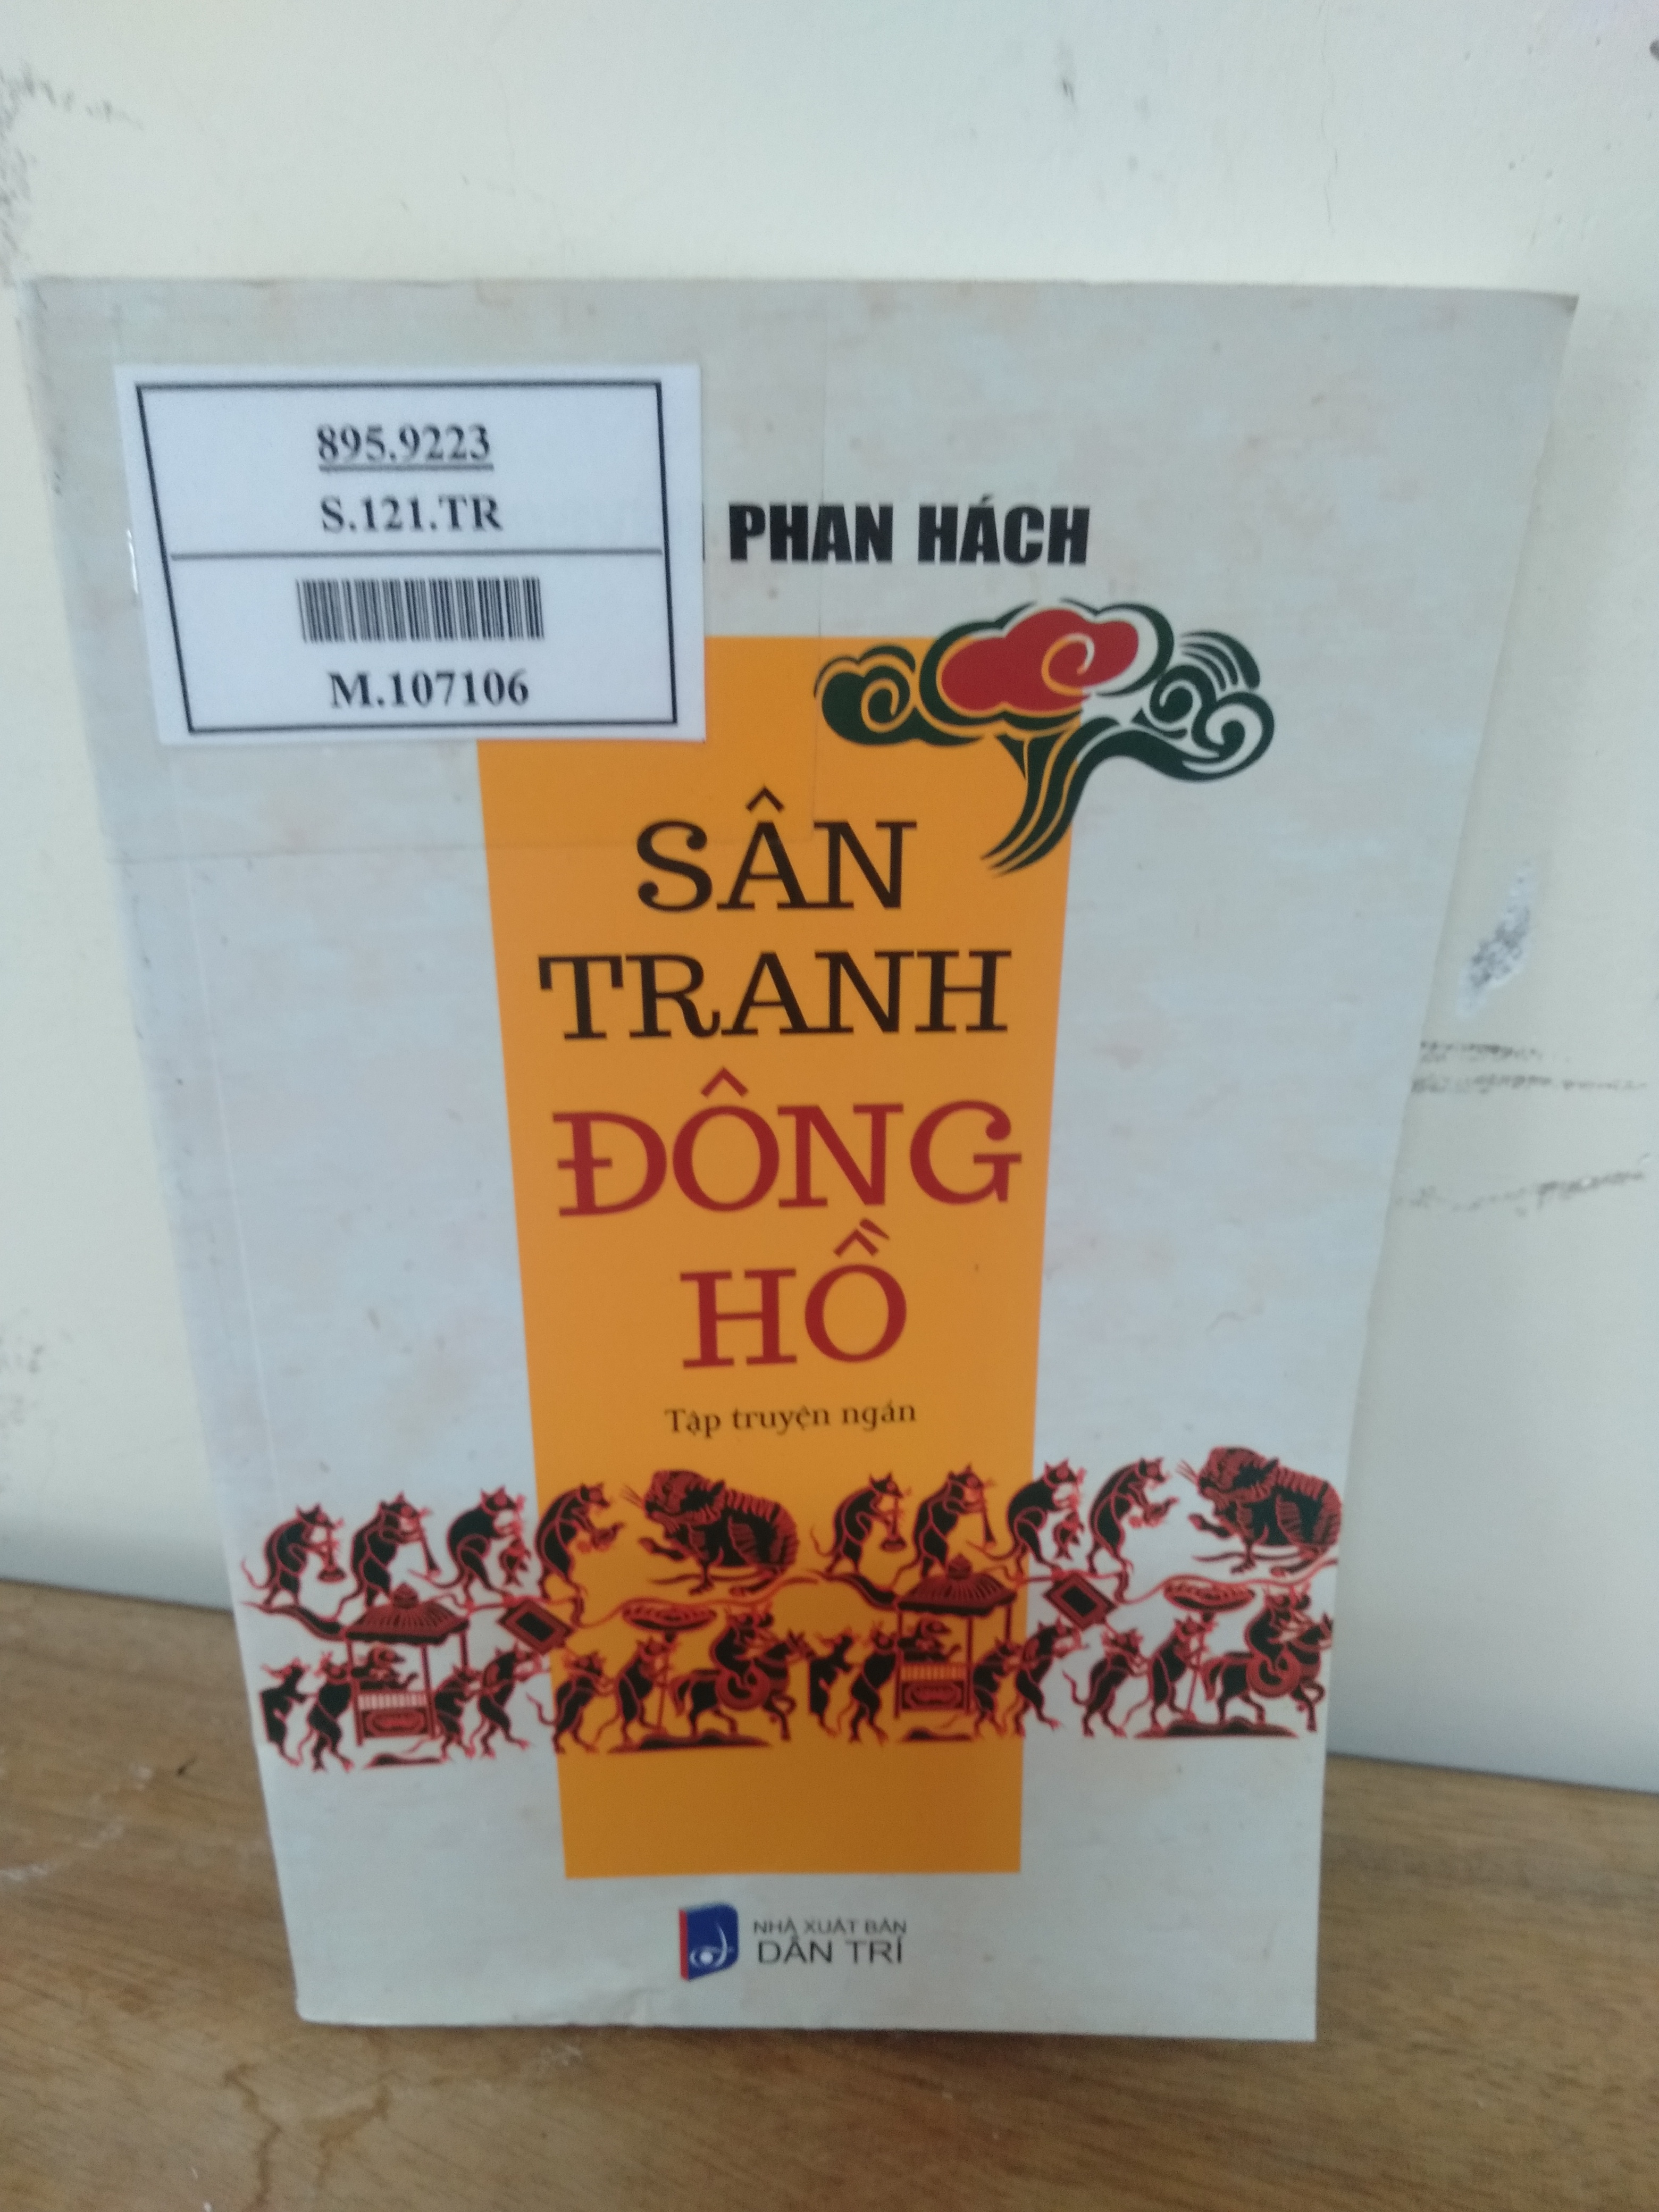 895.9223
S.121.TR
M.107106
PHAN HÁCH
SÂN
TRANH
ĐÔNG
HỒ
Tập truyện ngắn
NHÀ XUẤT BẢN
DÂN TRÍ